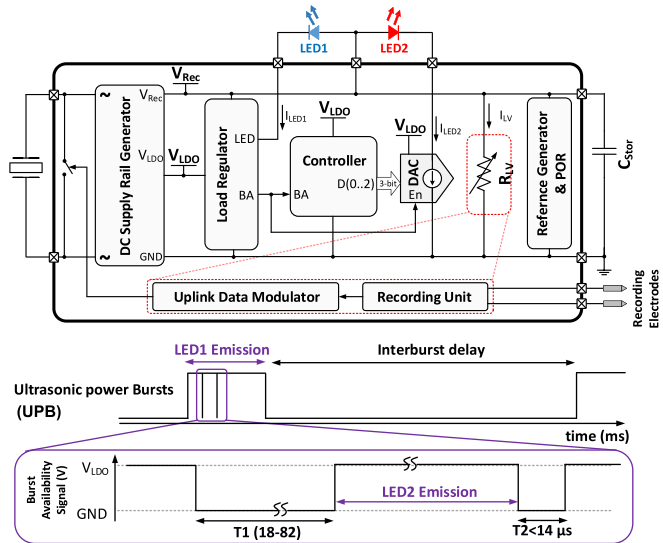 LED1
LED2
V_Rec
V_Rec
I_LED1
V_LDO
V_LDO
I_LED2
I_LV
~
DC Supply Rail Generator
V_LDO
V_LDO
GND
~
Load Regulator
LED
BA
Controller
BA
D(0..2)
3-bit
DAC
En
R_LV
Refernce Generator
& POR
C_Stor
Uplink Data Modulator
Recording Unit
Recording
Electrodes
LED1 Emission
Interburst delay
Ultrasonic power Bursts
(UPB)
time (ms)
Burst
Availability
Signal (V)
V_LDO
GND
LED2 Emission
T1 (18-82)
T2<14 µs